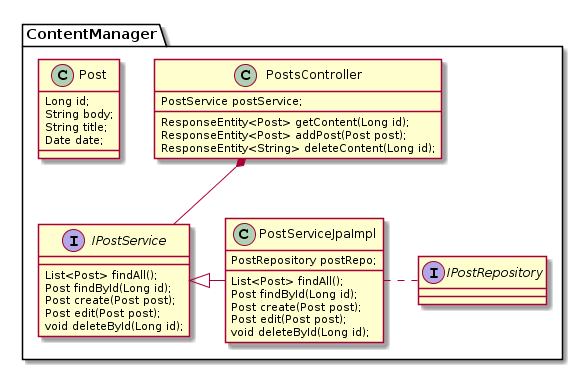 ContentManager
C Post
Long id;
String body;
String title;
Date date;
C PostsController
PostService postService;
ResponseEntity<Post> getContent(Long id);
ResponseEntity<Post> addPost(Post post);
ResponseEntity<String> deleteContent(Long id);
I IPostService
List<Post> findAll();
Post findById(Long id);
Post create(Post post);
Post edit(Post post);
void deleteById(Long id);
C PostServiceJpaImpl
PostRepository postRepo;
List<Post> findAll();
Post findById(Long id);
Post create(Post post);
Post edit(Post post);
void deleteById(Long id);
I IPostRepository